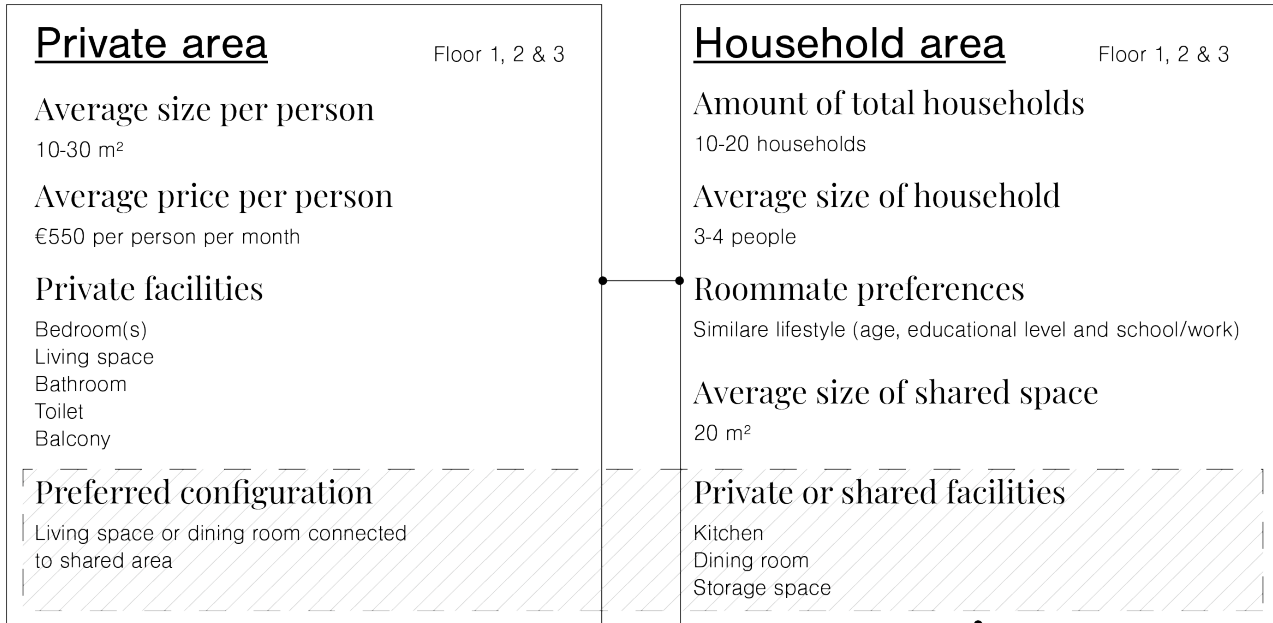 Private area
Floor 1, 2 & 3
Average size per person
10-30 m²
Average price per person
€550 per person per month
Private facilities
Bedroom(s)
Living space
Bathroom
Toilet
Balcony
Preferred configuration
Living space or dining room connected
to shared area
Household area
Floor 1, 2 & 3
Amount of total households
10-20 households
Average size of household
3-4 people
Roommate preferences
Similare lifestyle (age, educational level and school/work)
Average size of shared space
20 m²
Private or shared facilities
Kitchen
Dining room
Storage space